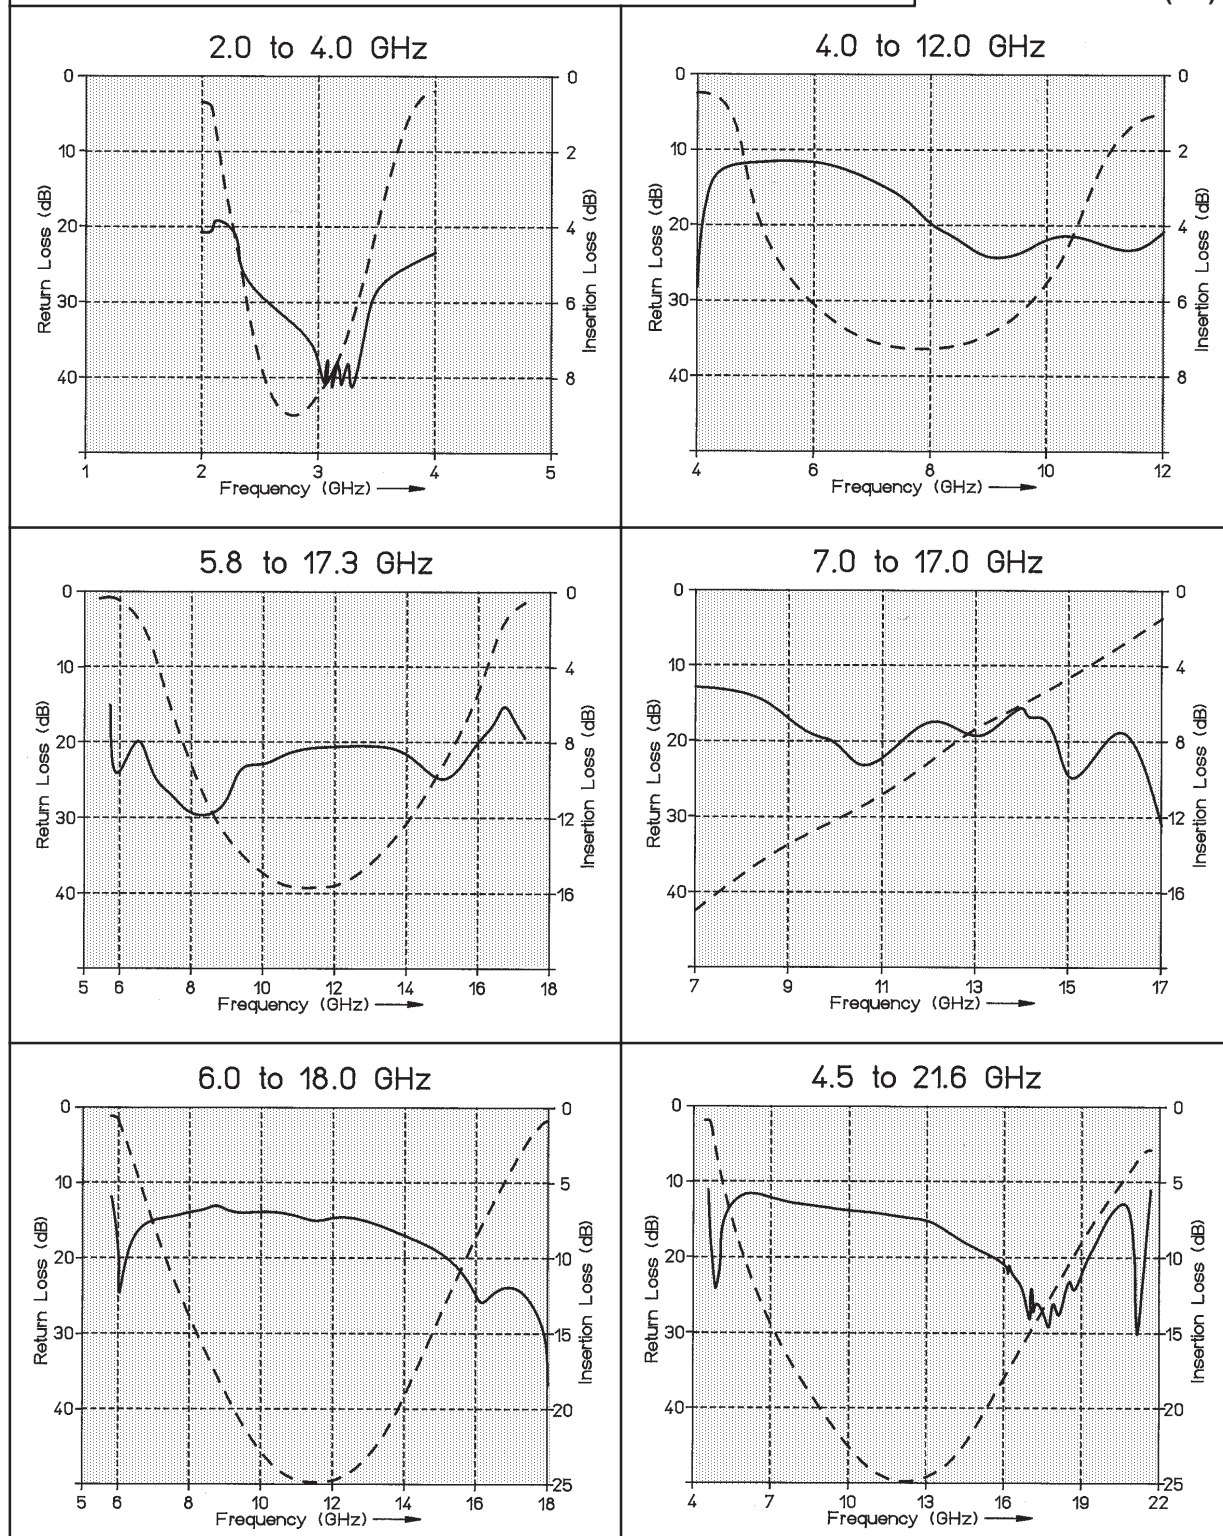 2.0 to 4.0 GHz
0
10
20
30
40
Return Loss (dB)
0
2
4
6
8
Insertion Loss (dB)
1 2 3 4 5
Frequency (GHz)
4.0 to 12.0 GHz
0
10
20
30
40
Return Loss (dB)
0
2
4
6
8
Insertion Loss (dB)
4 6 8 10 12
Frequency (GHz)
5.8 to 17.3 GHz
0
10
20
30
40
Return Loss (dB)
0
4
8
12
16
Insertion Loss (dB)
5 6 8 10 12 14 16 18
Frequency (GHz)
7.0 to 17.0 GHz
0
10
20
30
40
Return Loss (dB)
0
4
8
12
16
Insertion Loss (dB)
7 9 11 13 15 17
Frequency (GHz)
6.0 to 18.0 GHz
0
10
20
30
40
Return Loss (dB)
0
5
10
15
20
25
Insertion Loss (dB)
5 6 8 10 12 14 16 18
Frequency (GHz)
4.5 to 21.6 GHz
0
10
20
30
40
Return Loss (dB)
0
5
10
15
20
25
Insertion Loss (dB)
4 7 10 13 16 19 22
Frequency (GHz)